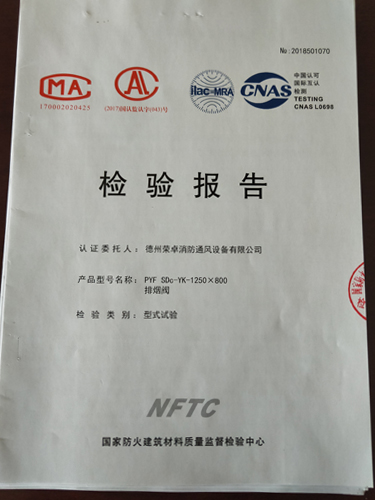 No:2018501070
MA
170002020425
CAL
(2017)国认监认字(043)号
ilac-MRA
CNAS
中国认可
国际互认
检测
TESTING
CNAS L0698
检验报告
认证委托人：德州荣卓消防通风设备有限公司
产品型号名称：PYF SDc-YK-1250×800
排烟阀
检验类别：型式试验
NFTC
国家防火建筑材料质量监督检验中心